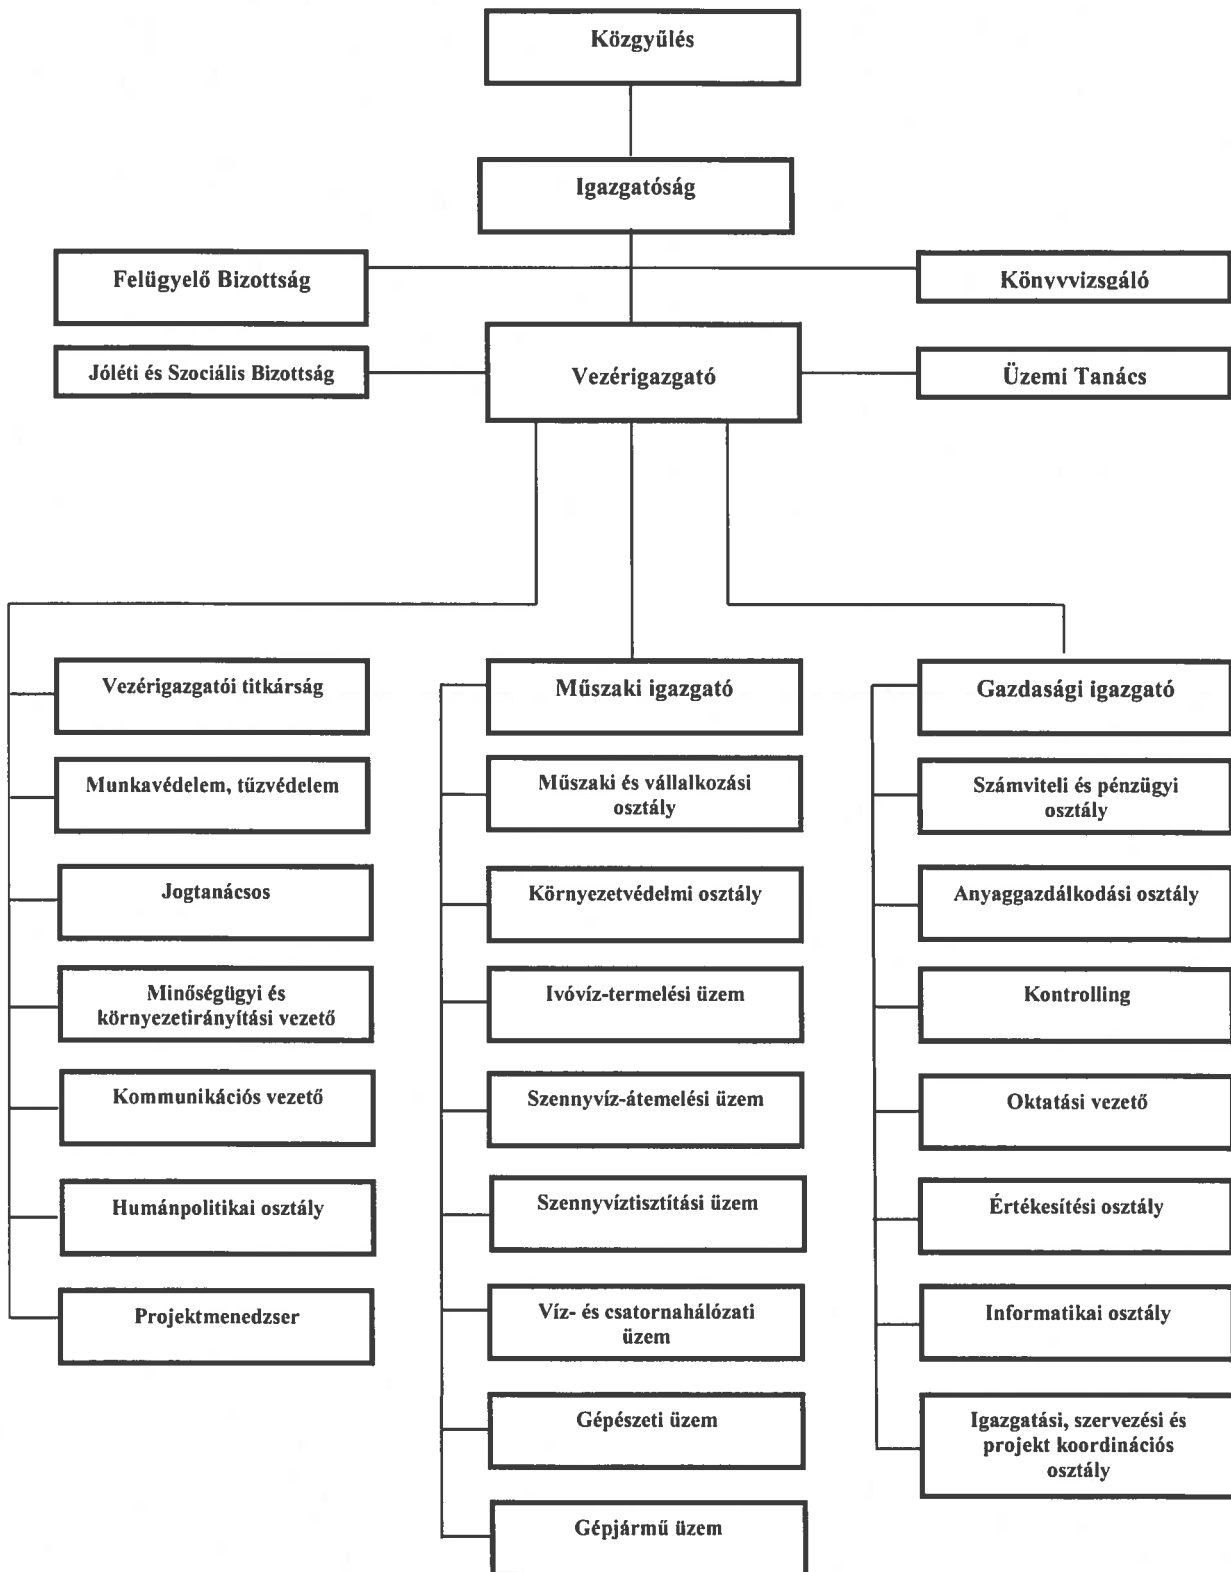 Közgyűlés
Igazgatóság
Felügyelő Bizottság
Könyvvizsgáló
Jóléti és Szociális Bizottság
Vezérigazgató
Üzemi Tanács
Vezérigazgatói titkárság
Munkavédelem, tűzvédelem
Jogtanácsos
Minőségügyi és
környezetirányítási vezető
Kommunikációs vezető
Humánpolitikai osztály
Projektmenedzser
Műszaki igazgató
Műszaki és vállalkozási
osztály
Környezetvédelmi osztály
Ivóvíz-termelési üzem
Szennyvíz-átemelési üzem
Szennyvíztisztítási üzem
Víz- és csatornahálózati
üzem
Gépészeti üzem
Gépjármű üzem
Gazdasági igazgató
Számviteli és pénzügyi
osztály
Anyaggazdálkodási osztály
Kontrolling
Oktatási vezető
Értékesítési osztály
Informatikai osztály
Igazgatási, szervezési és
projekt koordinációs
osztály